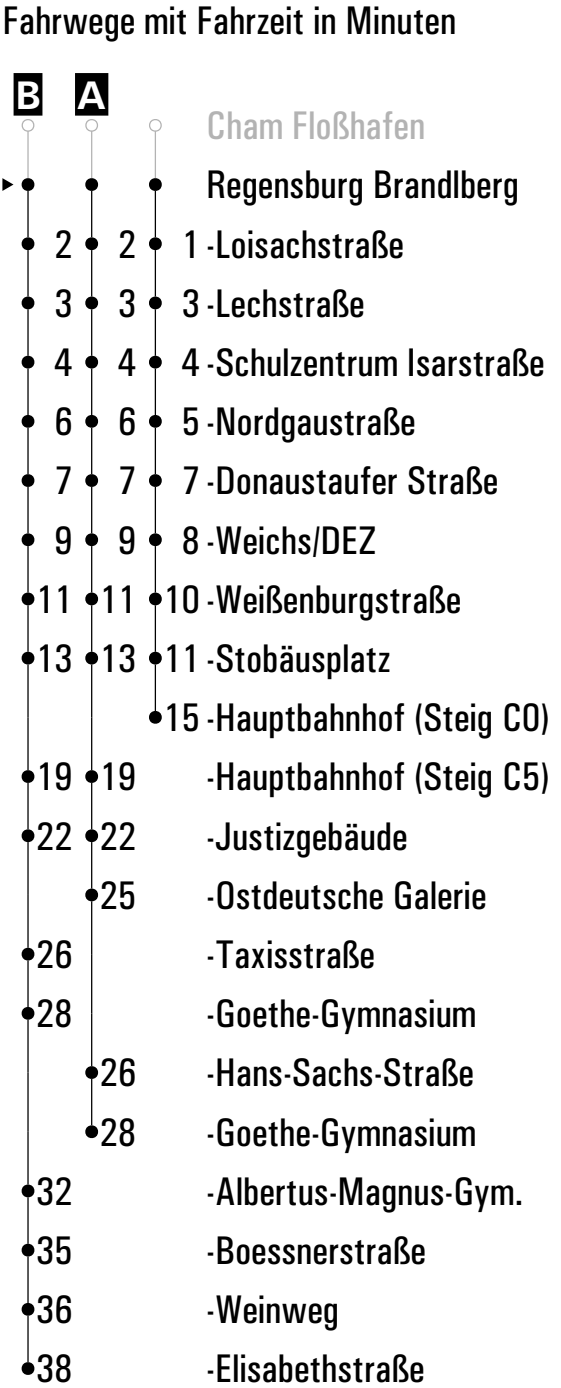 Fahrwege mit Fahrzeit in Minuten
B A
Cham Floßhafen
Regensburg Brandlberg
2 2 1 -Loisachstraße
3 3 3 -Lechstraße
4 4 4 -Schulzentrum Isarstraße
6 6 5 -Nordgaustraße
7 7 7 -Donaustaufer Straße
9 9 8 -Weichs/DEZ
11 11 10 -Weißenburgstraße
13 13 11 -Stobäusplatz
15 -Hauptbahnhof (Steig C0)
19 19 -Hauptbahnhof (Steig C5)
22 22 -Justizgebäude
25 -Ostdeutsche Galerie
26 -Taxisstraße
28 -Goethe-Gymnasium
26 -Hans-Sachs-Straße
28 -Goethe-Gymnasium
32 -Albertus-Magnus-Gym.
35 -Boessnerstraße
36 -Weinweg
38 -Elisabethstraße